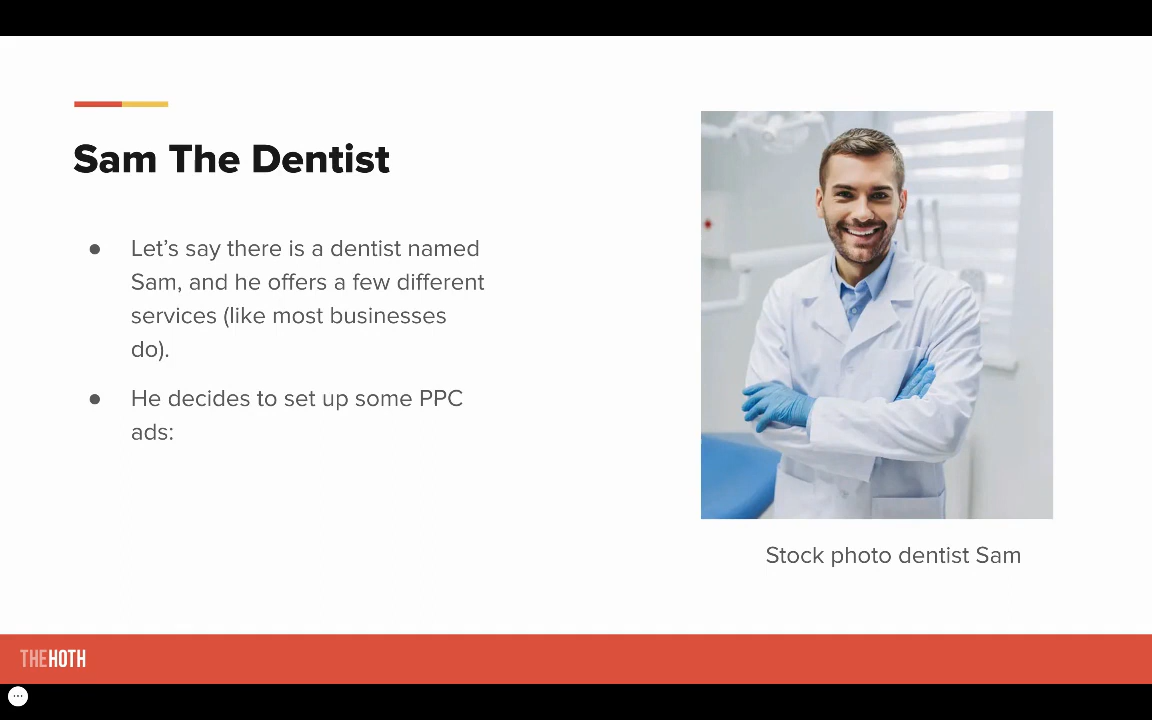 Sam The Dentist
● Let’s say there is a dentist named
Sam, and he offers a few different
services (like most businesses
do).
● He decides to set up some PPC
ads:
Stock photo dentist Sam
THEHOTH